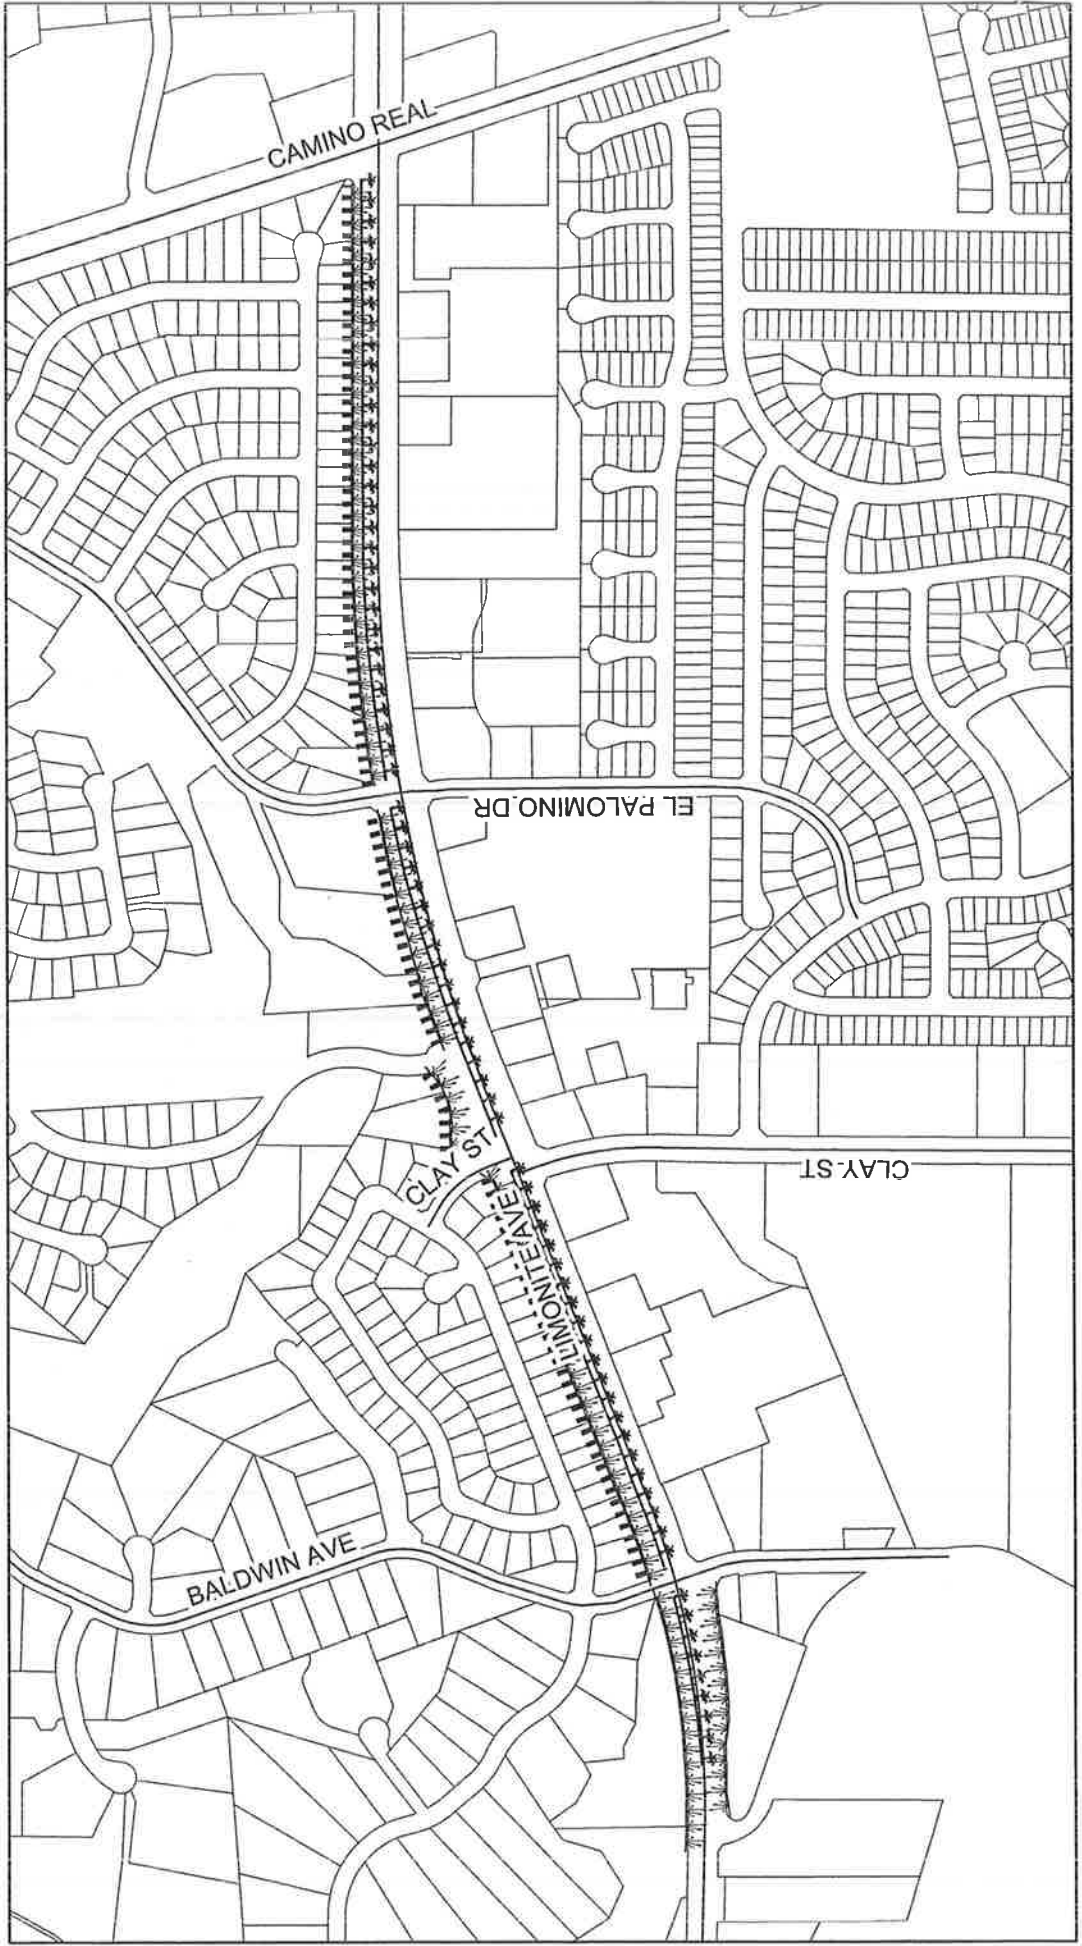 CAMINO REAL
EL PALOMINO DR
CLAY ST
CLAY ST
LIMONITE AVE
BALDWIN AVE